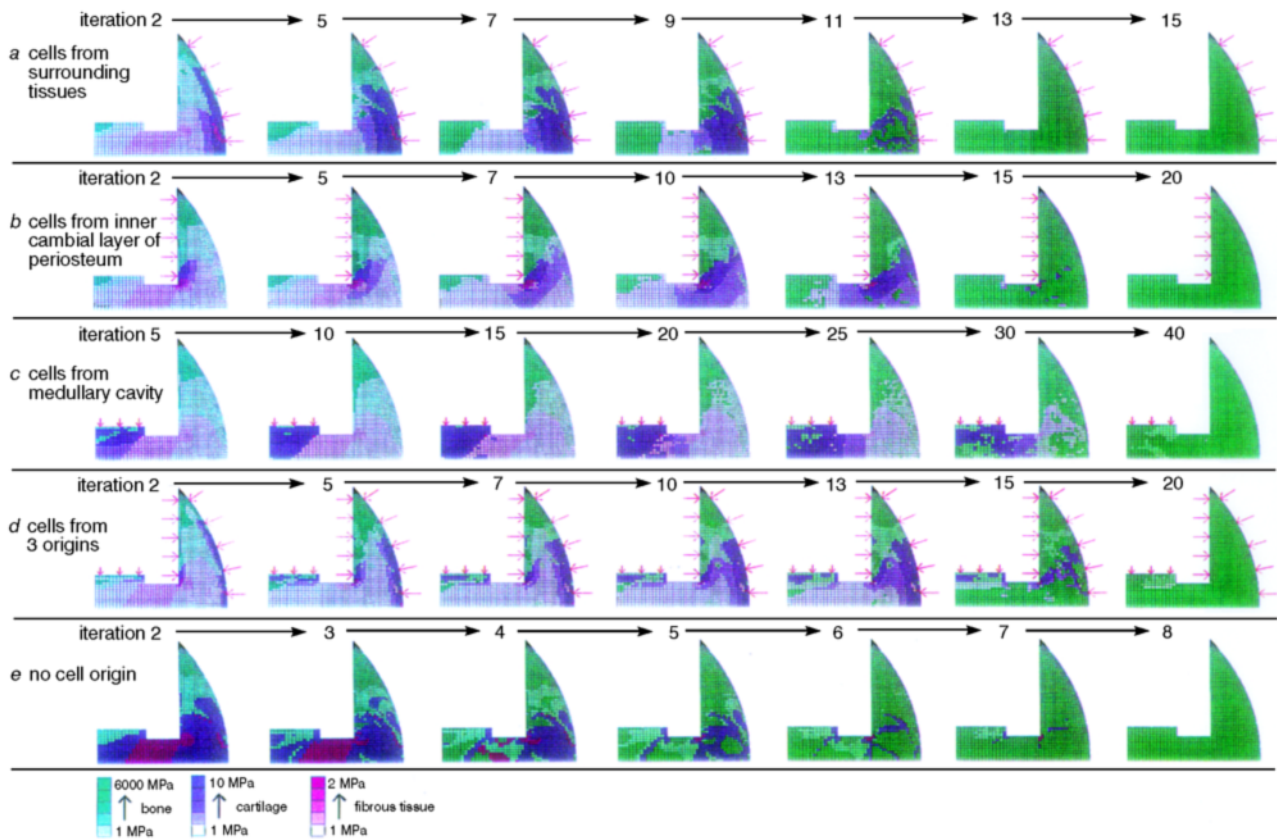 iteration 2 5 7 9 11 13 15
a cells from
surrounding
tissues
iteration 2 5 7 10 13 15 20
b cells from inner
cambial layer of
periosteum
iteration 5 10 15 20 25 30 40
c cells from
medullary cavity
iteration 2 5 7 10 13 15 20
d cells from
3 origins
iteration 2 3 4 5 6 7 8
e no cell origin
6000 MPa 10 MPa 2 MPa
bone cartilage fibrous tissue
1 MPa 1 MPa 1 MPa